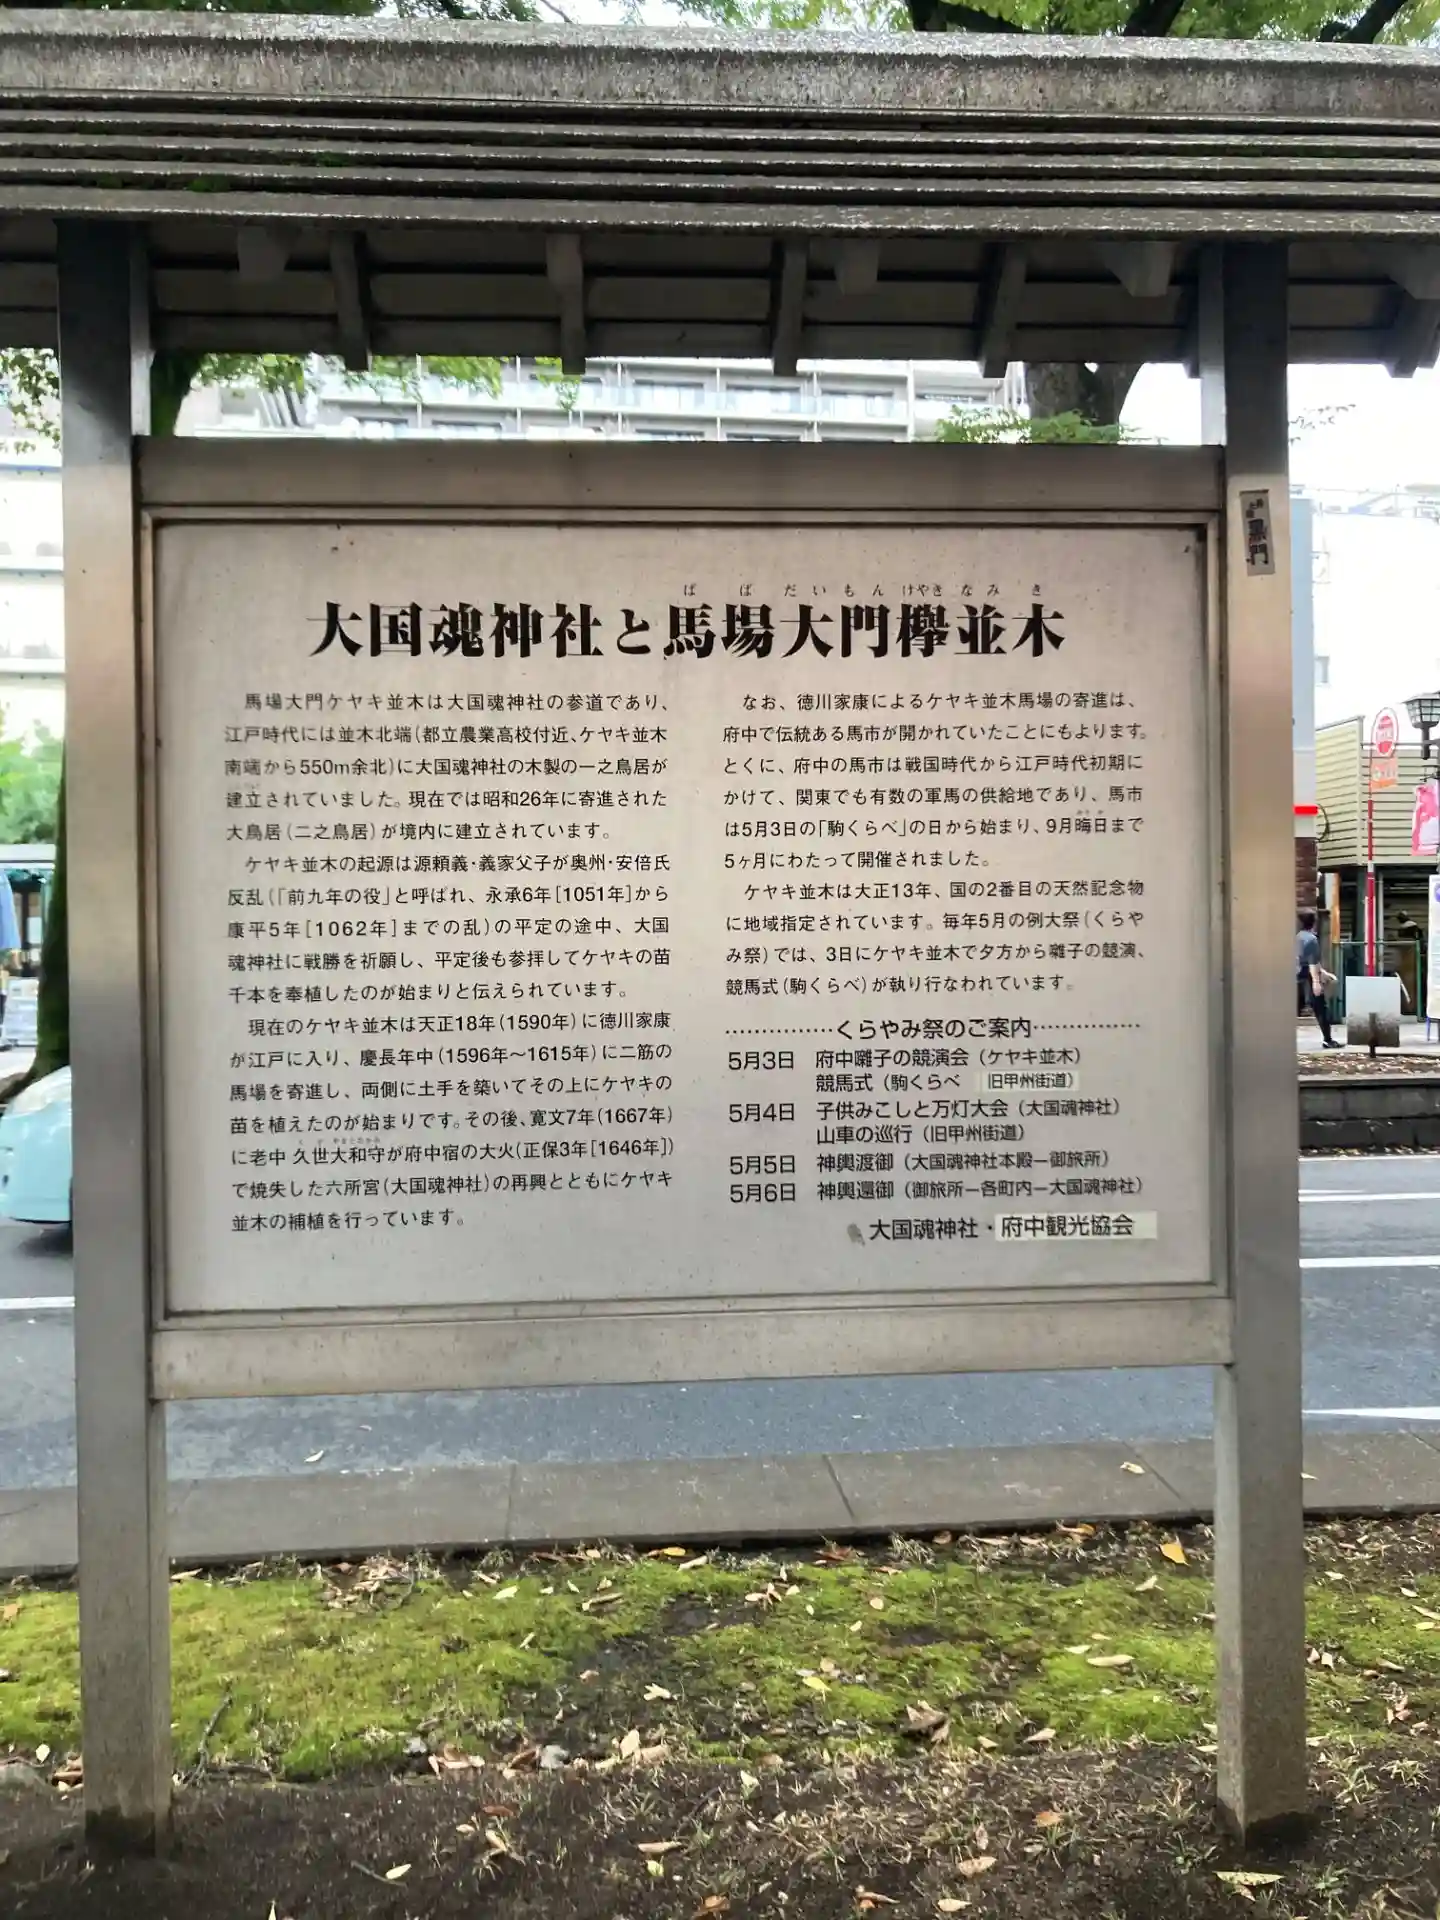 ばばだいもんけやきなみき
大国魂神社と馬場大門欅並木
馬場大門ケヤキ並木は大国魂神社の参道であり、
江戸時代には並木北端(都立農業高校付近、ケヤキ並木
南端から550m余北)に大国魂神社の木製の一之鳥居が
建立されていました。現在では昭和26年に寄進された
大鳥居(二之鳥居)が境内に建立されています。
ケヤキ並木の起源は源頼義・義家父子が奥州・安倍氏
反乱(「前九年の役」と呼ばれ、永承6年[1051年]から
康平5年[1062年]までの乱)の平定の途中、大国
魂神社に戦勝を祈願し、平定後も参拝してケヤキの苗
千本を奉植したのが始まりと伝えられています。
現在のケヤキ並木は天正18年(1590年)に徳川家康
が江戸に入り、慶長年中(1596年〜1615年)に二筋の
馬場を寄進し、両側に土手を築いてその上にケヤキの
苗を植えたのが始まりです。その後、寛文7年(1667年)
に老中 久世大和守が府中宿の大火(正保3年[1646年])
で焼失した六所宮(大国魂神社)の再興とともにケヤキ
並木の補植を行っています。
なお、徳川家康によるケヤキ並木馬場の寄進は、
府中で伝統ある馬市が開かれていたことにもよります。
とくに、府中の馬市は戦国時代から江戸時代初期に
かけて、関東でも有数の軍馬の供給地であり、馬市
は5月3日の「駒くらべ」の日から始まり、9月晦日まで
5ヶ月にわたって開催されました。
ケヤキ並木は大正13年、国の2番目の天然記念物
に地域指定されています。毎年5月の例大祭(くらや
み祭)では、3日にケヤキ並木で夕方から囃子の競演、
競馬式(駒くらべ)が執り行なわれています。
……………くらやみ祭のご案内……………
5月3日 府中囃子の競演会(ケヤキ並木)
競馬式(駒くらべ 旧甲州街道)
5月4日 子供みこしと万灯大会(大国魂神社)
山車の巡行(旧甲州街道)
5月5日 神輿渡御(大国魂神社本殿ー御旅所)
5月6日 神輿還御(御旅所ー各町内ー大国魂神社)
大国魂神社・府中観光協会
黒門